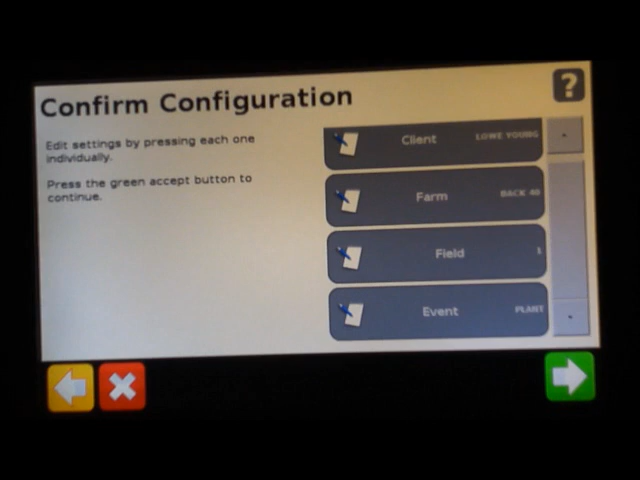 Confirm Configuration
?
Edit settings by pressing each one
individually.
Press the green accept button to
continue.
Client LOWE YOUNG
Farm BACK 40
Field 1
Event PLANT